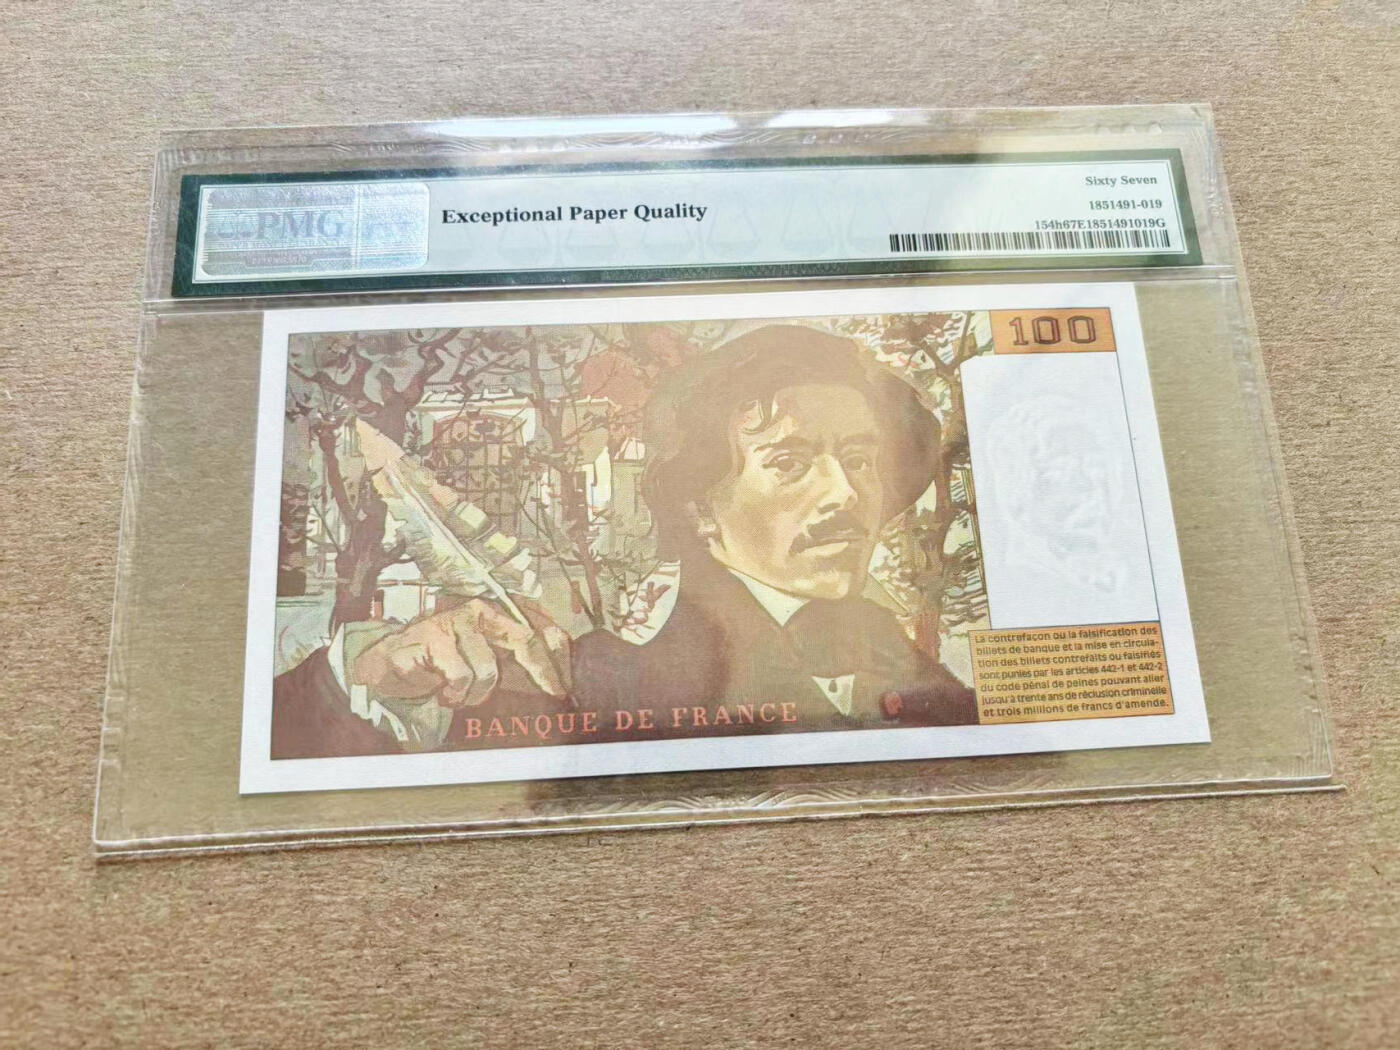 PMG
Exceptional Paper Quality
Sixty Seven
1851491-019
154h67E1851491019G
100
La contrefaçon ou la falsification des
billets de banque et la mise en circula-
tion des billets contrefaits ou falsifiés
sont punies par les articles 442-1 et 442-2
du code pénal de peines pouvant aller
jusqu'à trente ans de réclusion criminelle
et trois millions de francs d'amende.
BANQUE DE FRANCE